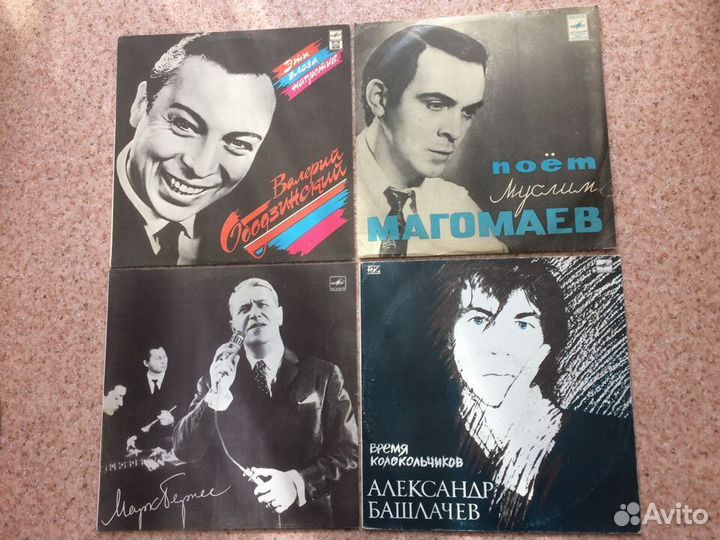 Эти
глаза
напротив
Валерий
Ободзинский
поёт
Муслим
МАГОМАЕВ
Марк Бернес
ВРЕМЯ
КОЛОКОЛЬЧИКОВ
АЛЕКСАНДР
БАШЛАЧЕВ
Avito